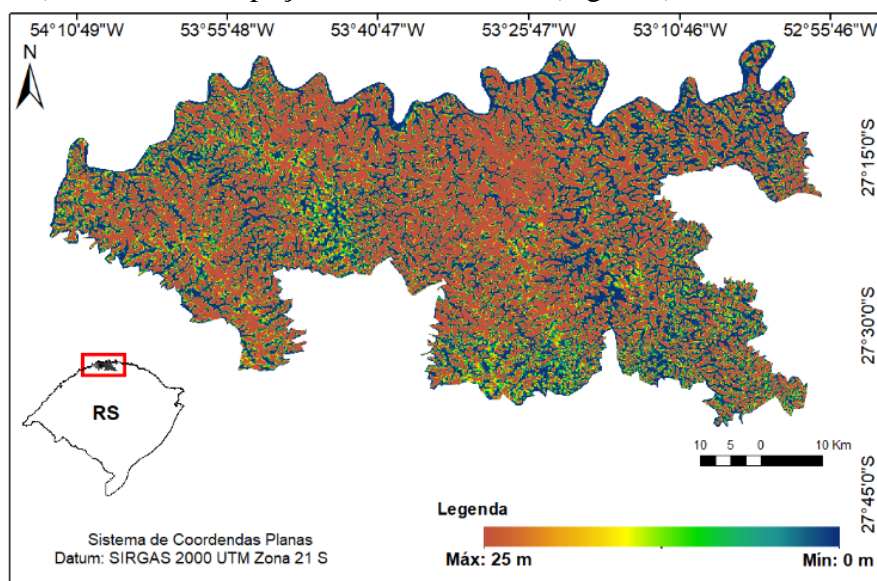 54°10'49"W 53°55'48"W 53°40'47"W 53°25'47"W 53°10'46"W 52°55'46"W
N
27°15'0"S
27°30'0"S
RS
10 5 0 10 Km
27°45'0"S
Legenda
Sistema de Coordendas Planas
Datum: SIRGAS 2000 UTM Zona 21 S
Máx: 25 m
Mín: 0 m